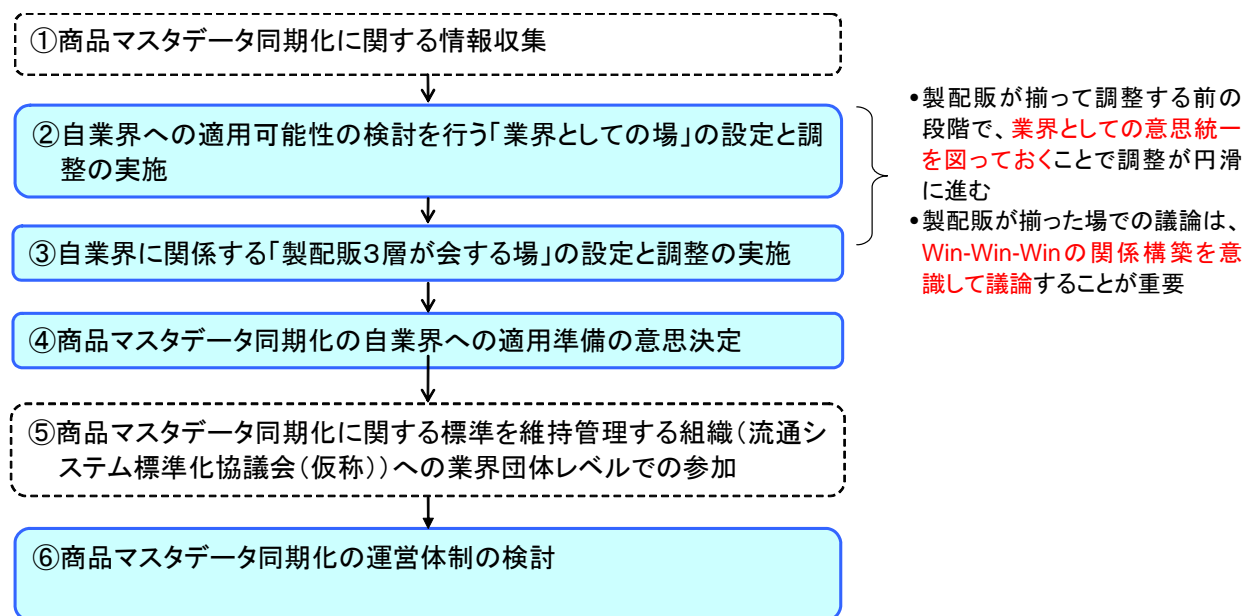 ①商品マスタデータ同期化に関する情報収集
②自業界への適用可能性の検討を行う「業界としての場」の設定と調
整の実施
③自業界に関係する「製配販3層が会する場」の設定と調整の実施
④商品マスタデータ同期化の自業界への適用準備の意思決定
⑤商品マスタデータ同期化に関する標準を維持管理する組織(流通シ
ステム標準化協議会(仮称))への業界団体レベルでの参加
⑥商品マスタデータ同期化の運営体制の検討
•製配販が揃って調整する前の
段階で、業界としての意思統一
を図っておくことで調整が円滑
に進む
•製配販が揃った場での議論は、
Win-Win-Winの関係構築を意
識して議論することが重要